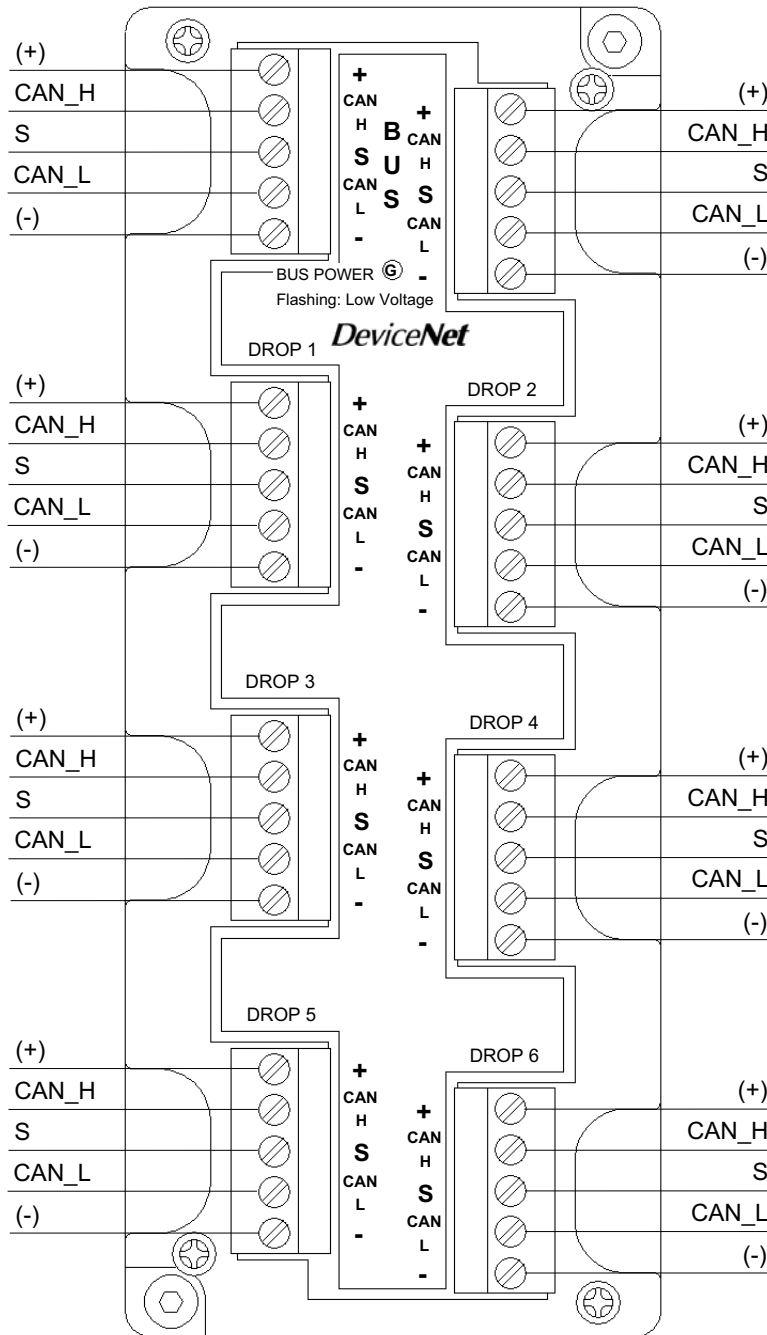 (+)
CAN_H
S
CAN_L
(-)
+
CAN
H
S
CAN
L
-
B
U
S
+
CAN
H
S
CAN
L
-
(+)
CAN_H
S
CAN_L
(-)
BUS POWER G
Flashing: Low Voltage
DeviceNet
DROP 1
(+)
CAN_H
S
CAN_L
(-)
+
CAN
H
S
CAN
L
-
DROP 2
+
CAN
H
S
CAN
L
-
(+)
CAN_H
S
CAN_L
(-)
DROP 3
(+)
CAN_H
S
CAN_L
(-)
+
CAN
H
S
CAN
L
-
DROP 4
+
CAN
H
S
CAN
L
-
(+)
CAN_H
S
CAN_L
(-)
DROP 5
(+)
CAN_H
S
CAN_L
(-)
+
CAN
H
S
CAN
L
-
DROP 6
+
CAN
H
S
CAN
L
-
(+)
CAN_H
S
CAN_L
(-)